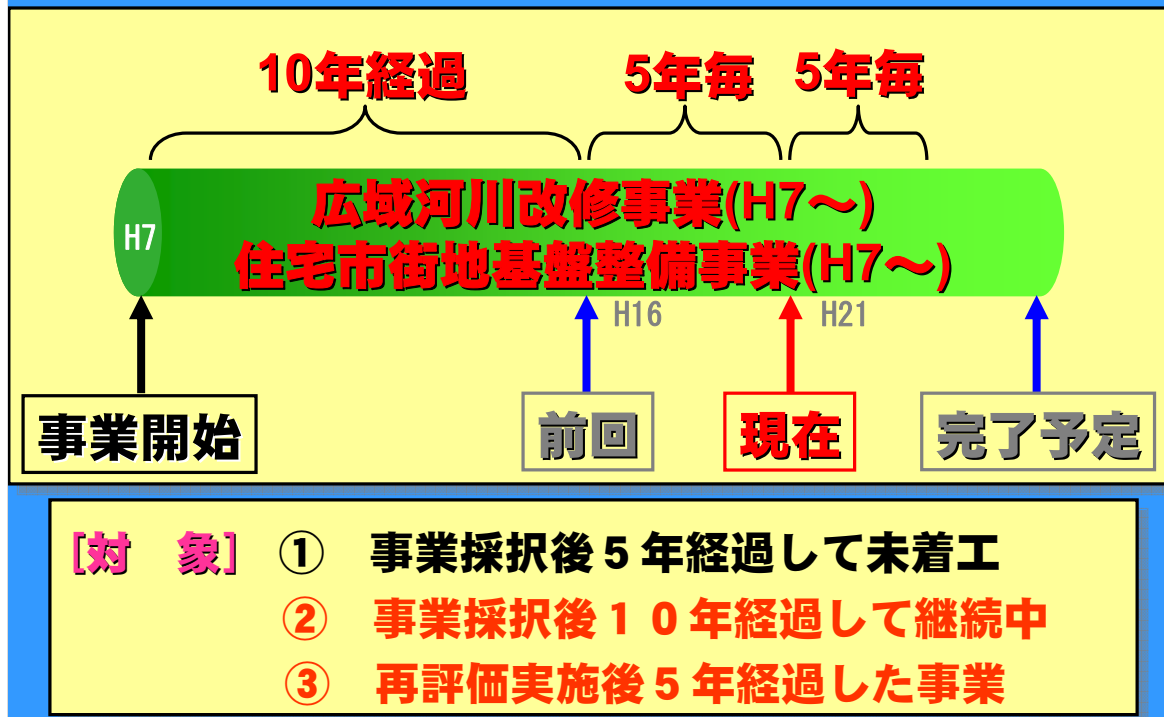 10年経過 5年毎 5年毎
広域河川改修事業(H7～)
H7
住宅市街地基盤整備事業(H7～)
H16 H21
事業開始 前回 現在 完了予定
[対　象] ① 事業採択後５年経過して未着工
② 事業採択後１０年経過して継続中
③ 再評価実施後５年経過した事業